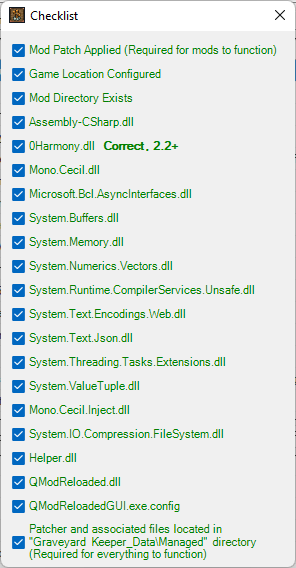 Checklist
Mod Patch Applied (Required for mods to function)
Game Location Configured
Mod Directory Exists
Assembly-CSharp.dll
0Harmony.dll Correct, 2.2+
Mono.Cecil.dll
Microsoft.Bcl.AsyncInterfaces.dll
System.Buffers.dll
System.Memory.dll
System.Numerics.Vectors.dll
System.Runtime.CompilerServices.Unsafe.dll
System.Text.Encodings.Web.dll
System.Text.Json.dll
System.Threading.Tasks.Extensions.dll
System.ValueTuple.dll
Mono.Cecil.Inject.dll
System.IO.Compression.FileSystem.dll
Helper.dll
QModReloaded.dll
QModReloadedGUI.exe.config
Patcher and associated files located in
"Graveyard Keeper_Data\Managed" directory
(Required for everything to function)